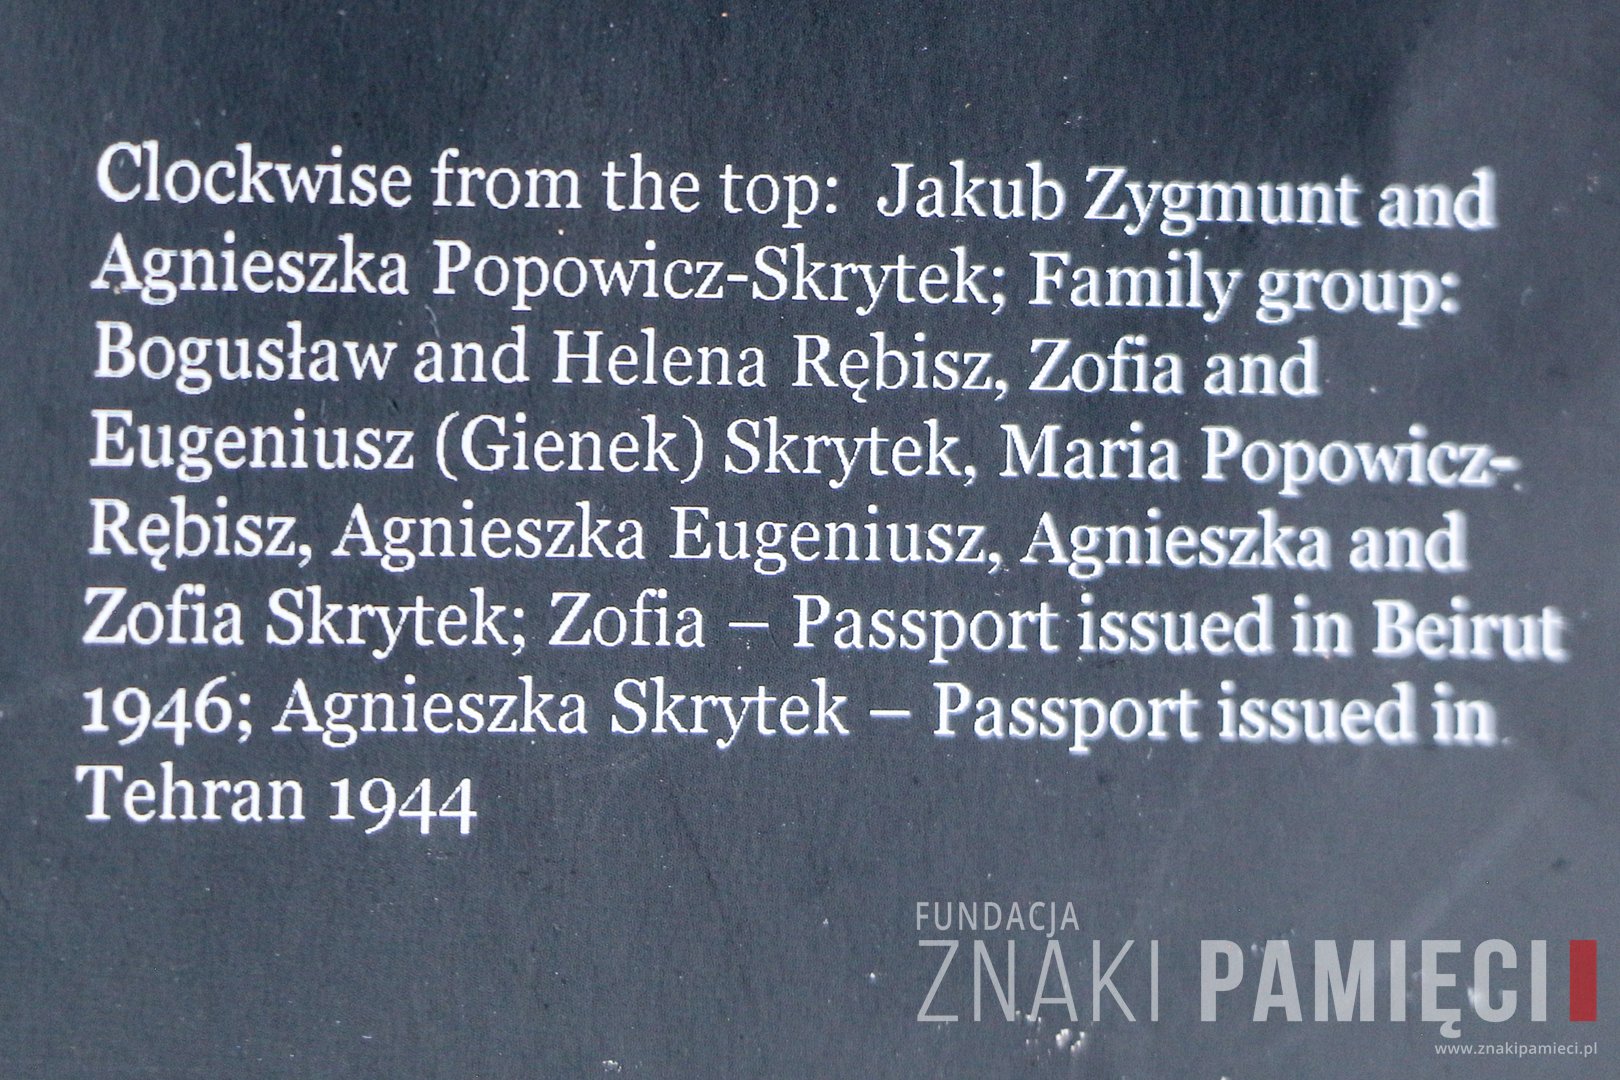 Clockwise from the top: Jakub Zygmunt and
Agnieszka Popowicz-Skrytek; Family group:
Bogusław and Helena Rębisz, Zofia and
Eugeniusz (Gienek) Skrytek, Maria Popowicz-
Rębisz, Agnieszka Eugeniusz, Agnieszka and
Zofia Skrytek; Zofia – Passport issued in Beirut
1946; Agnieszka Skrytek – Passport issued in
Tehran 1944
FUNDACJA
ZNAKI PAMIĘCI
www.znakipamieci.pl